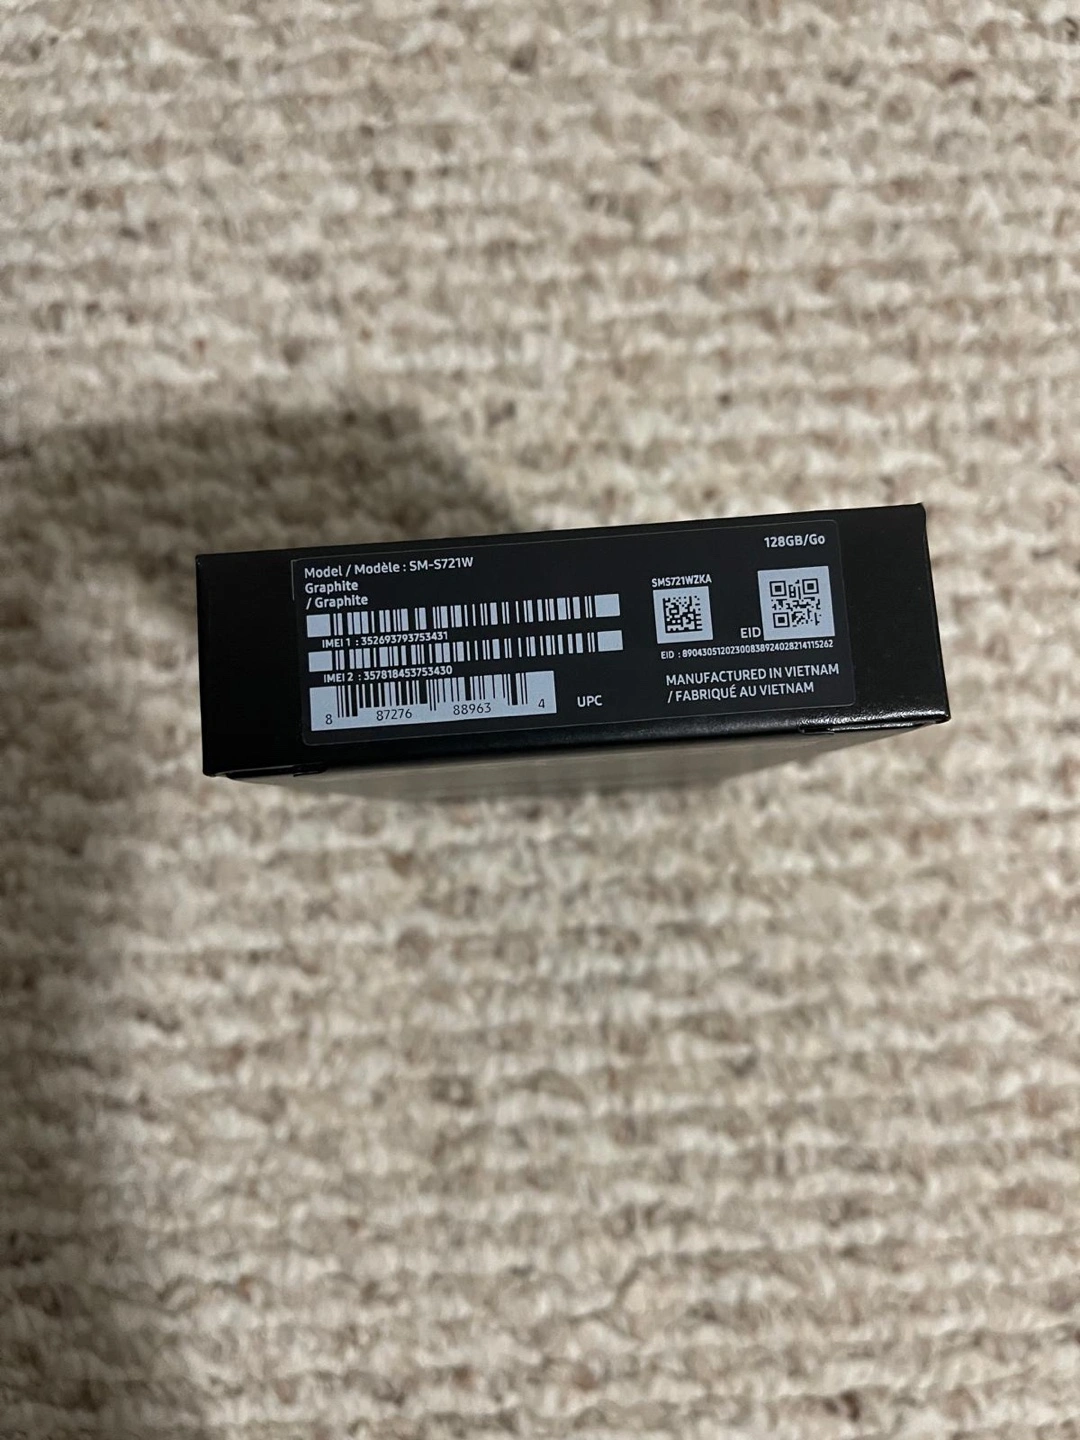 Model / Modèle : SM-S721W
128GB/Go
Graphite
/ Graphite
SMS721WZKA
IMEI 1 : 352693793753431
EID
IMEI 2 : 357818453753430
EID : 89043051202300838924028214115262
8 87276 88963 4
UPC
MANUFACTURED IN VIETNAM
/ FABRIQUÉ AU VIETNAM